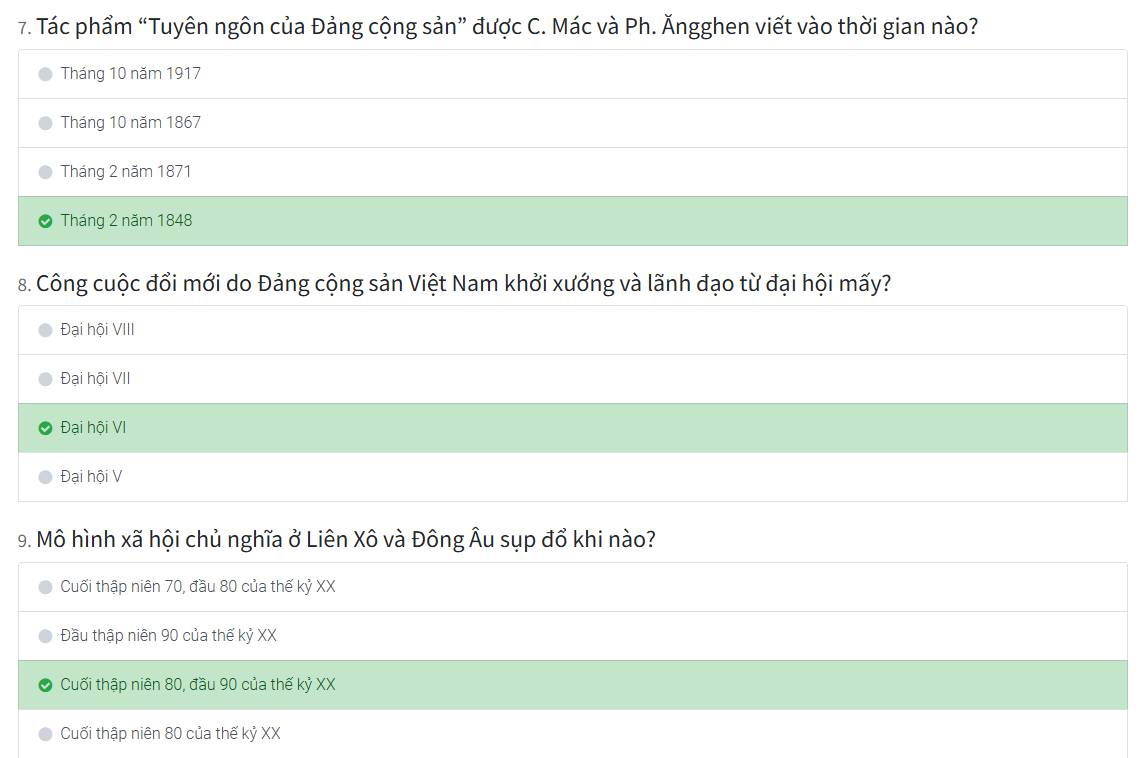 7. Tác phẩm “Tuyên ngôn của Đảng cộng sản” được C. Mác và Ph. Ăngghen viết vào thời gian nào?
Tháng 10 năm 1917
Tháng 10 năm 1867
Tháng 2 năm 1871
Tháng 2 năm 1848
8. Công cuộc đổi mới do Đảng cộng sản Việt Nam khởi xướng và lãnh đạo từ đại hội mấy?
Đại hội VIII
Đại hội VII
Đại hội VI
Đại hội V
9. Mô hình xã hội chủ nghĩa ở Liên Xô và Đông Âu sụp đổ khi nào?
Cuối thập niên 70, đầu 80 của thế kỷ XX
Đầu thập niên 90 của thế kỷ XX
Cuối thập niên 80, đầu 90 của thế kỷ XX
Cuối thập niên 80 của thế kỷ XX